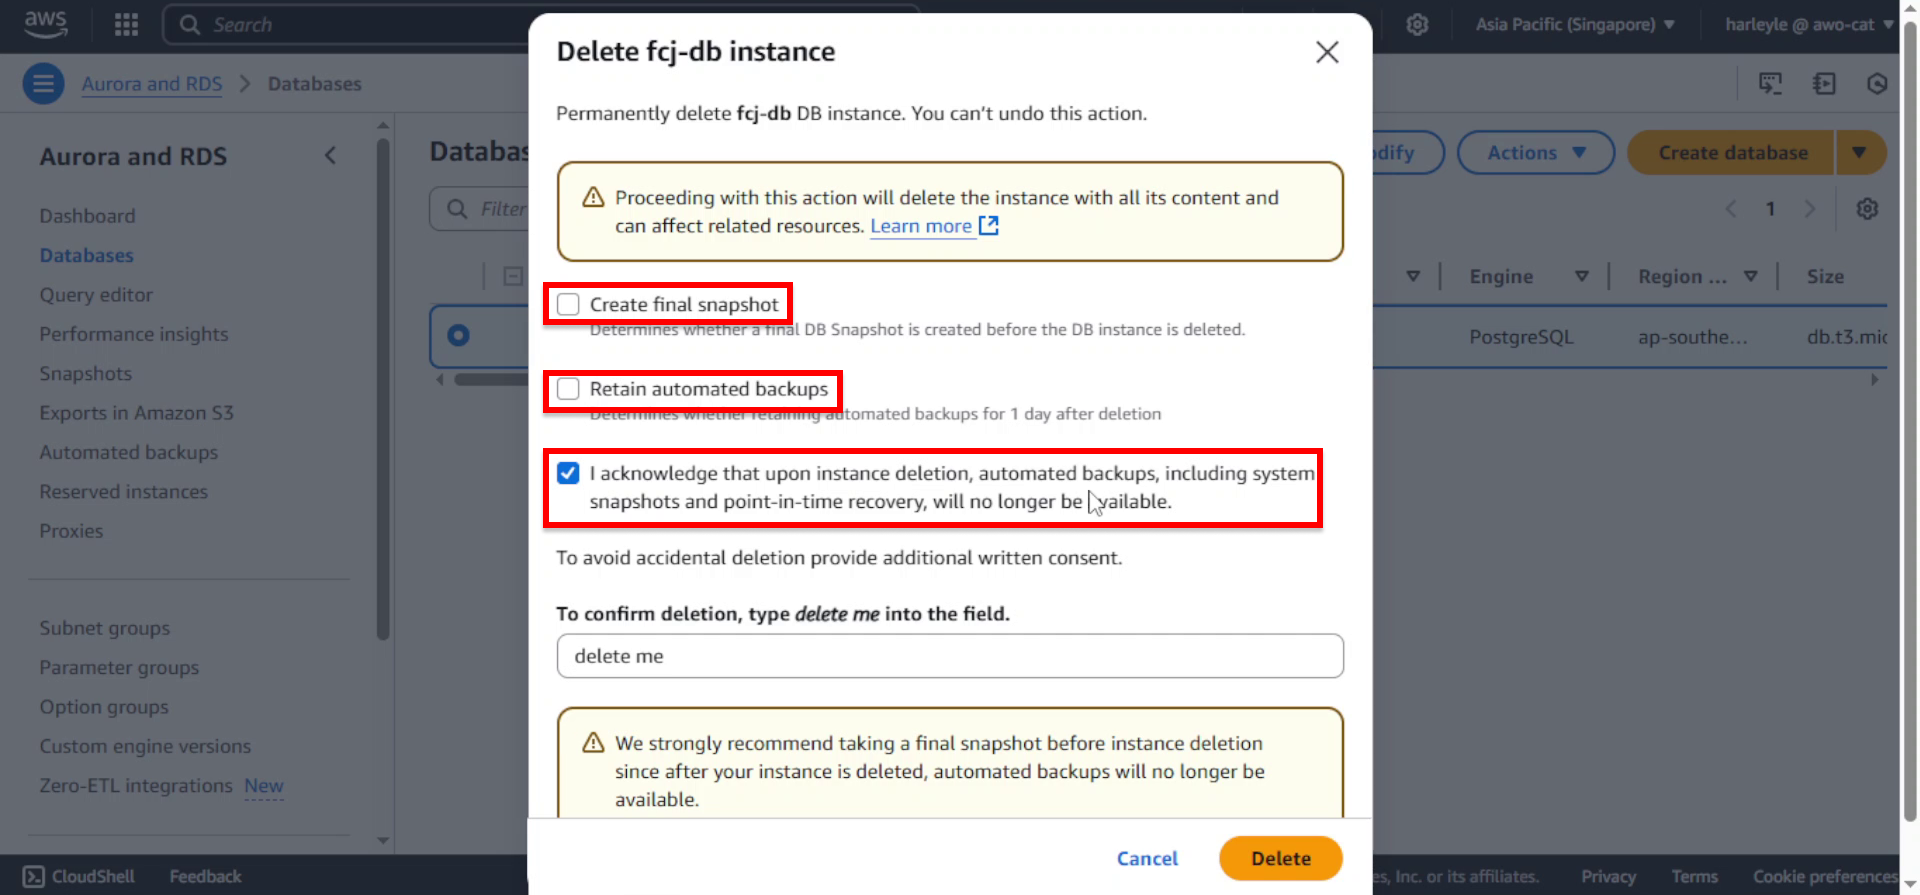 aws
Search
Asia Pacific (Singapore)
harleyle @ awo-cat
Aurora and RDS > Databases
Aurora and RDS
Dashboard
Databases
Query editor
Performance insights
Snapshots
Exports in Amazon S3
Automated backups
Reserved instances
Proxies
Subnet groups
Parameter groups
Option groups
Custom engine versions
Zero-ETL integrations New
Databas
Filter
dify
Actions
Create database
1
Engine
Region ...
Size
PostgreSQL
ap-southe...
db.t3.mic
Delete fcj-db instance
Permanently delete fcj-db DB instance. You can't undo this action.
Proceeding with this action will delete the instance with all its content and
can affect related resources. Learn more
Create final snapshot
Determines whether a final DB Snapshot is created before the DB instance is deleted.
Retain automated backups
Determines whether retaining automated backups for 1 day after deletion
I acknowledge that upon instance deletion, automated backups, including system
snapshots and point-in-time recovery, will no longer be available.
To avoid accidental deletion provide additional written consent.
To confirm deletion, type delete me into the field.
delete me
We strongly recommend taking a final snapshot before instance deletion
since after your instance is deleted, automated backups will no longer be
available.
Cancel
Delete
CloudShell
Feedback
es, Inc. or its affiliates.
Privacy
Terms
Cookie preferences